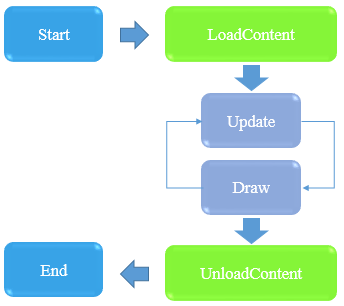 Start
LoadContent
Update
Draw
End
UnloadContent